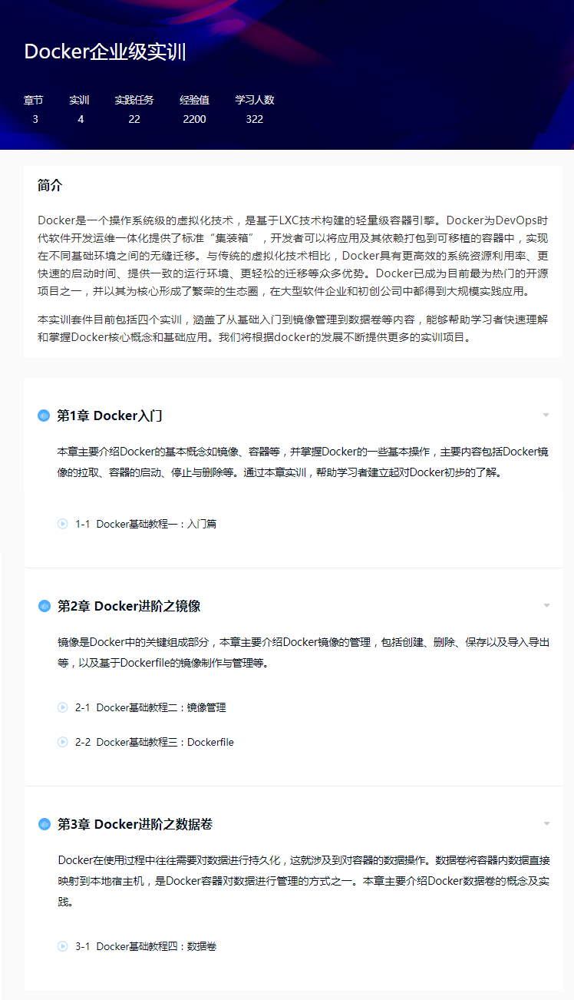 Docker企业级实训
章节 实训 实践任务 经验值 学习人数
3 4 22 2200 322
简介
Docker是一个操作系统级的虚拟化技术，是基于LXC技术构建的轻量级容器引擎。Docker为DevOps时
代软件开发运维一体化提供了标准“集装箱”，开发者可以将应用及其依赖打包到可移植的容器中，实现
在不同基础环境之间的无缝迁移。与传统的虚拟化技术相比，Docker具有更高效的系统资源利用率、更
快速的启动时间、提供一致的运行环境、更轻松的迁移等众多优势。Docker已成为目前最为热门的开源
项目之一，并以其为核心形成了繁荣的生态圈，在大型软件企业和初创公司中都得到大规模实践应用。
本实训套件目前包括四个实训，涵盖了从基础入门到镜像管理到数据卷等内容，能够帮助学习者快速理解
和掌握Docker核心概念和基础应用。我们将根据docker的发展不断提供更多的实训项目。
第1章 Docker入门
本章主要介绍Docker的基本概念如镜像、容器等，并掌握Docker的一些基本操作，主要内容包括Docker镜
像的拉取、容器的启动、停止与删除等。通过本章实训，帮助学习者建立起对Docker初步的了解。
1-1 Docker基础教程一：入门篇
第2章 Docker进阶之镜像
镜像是Docker中的关键组成部分，本章主要介绍Docker镜像的管理，包括创建、删除、保存以及导入导出
等，以及基于Dockerfile的镜像制作与管理等。
2-1 Docker基础教程二：镜像管理
2-2 Docker基础教程三：Dockerfile
第3章 Docker进阶之数据卷
Docker在使用过程中往往需要对数据进行持久化，这就涉及到对容器的数据操作。数据卷将容器内数据直接
映射到本地宿主机，是Docker容器对数据进行管理的方式之一。本章主要介绍Docker数据卷的概念及实
践。
3-1 Docker基础教程四：数据卷